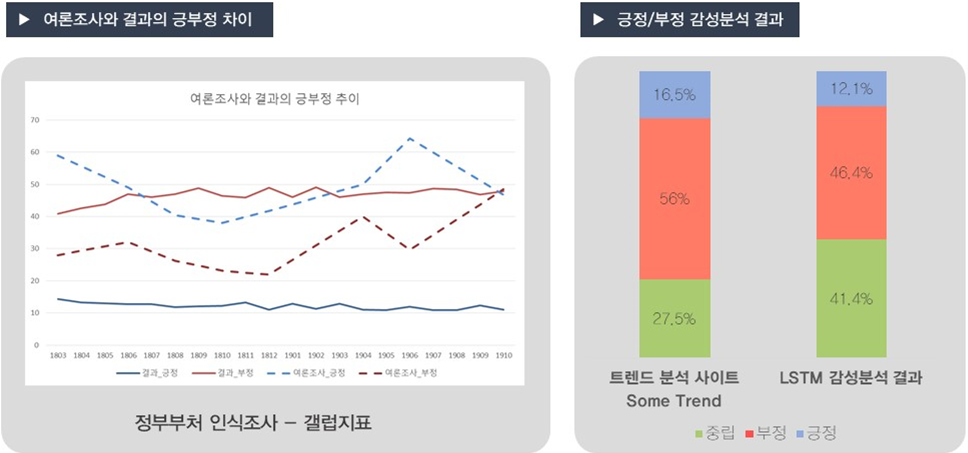 ▶ 여론조사와 결과의 긍부정 차이
여론조사와 결과의 긍부정 추이
70
60
50
40
30
20
10
0
1803 1804 1805 1806 1807 1808 1809 1810 1811 1812 1901 1902 1903 1904 1905 1906 1907 1908 1909 1910
결과_긍정 결과_부정 여론조사_긍정 여론조사_부정
정부부처 인식조사 – 갤럽지표
▶ 긍정/부정 감성분석 결과
16.5% 12.1%
56% 46.4%
27.5% 41.4%
트렌드 분석 사이트 LSTM 감성분석 결과
Some Trend
중립 부정 긍정